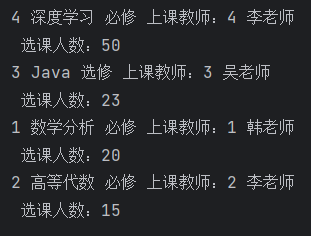 4 深度学习 必修 上课教师：4 李老师
选课人数：50
3 Java 选修 上课教师：3 吴老师
选课人数：23
1 数学分析 必修 上课教师：1 韩老师
选课人数：20
2 高等代数 必修 上课教师：2 李老师
选课人数：15